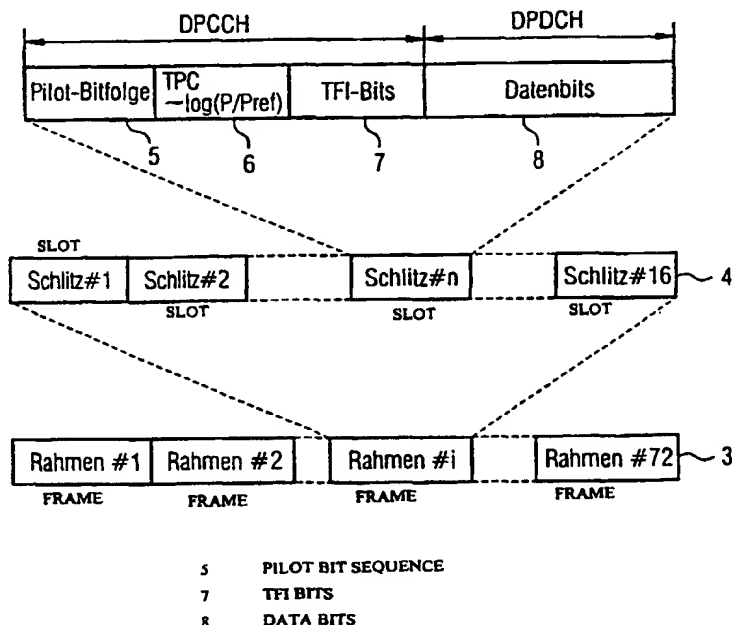 DPCCH DPDCH
Pilot-Bitfolge TPC ~log(P/Pref) TFI-Bits Datenbits
5 6 7 8
SLOT
Schlitz#1 Schlitz#2 Schlitz#n Schlitz#16 4
SLOT SLOT SLOT
Rahmen #1 Rahmen #2 Rahmen #i Rahmen #72 3
FRAME FRAME FRAME FRAME
5 PILOT BIT SEQUENCE
7 TFI BITS
8 DATA BITS